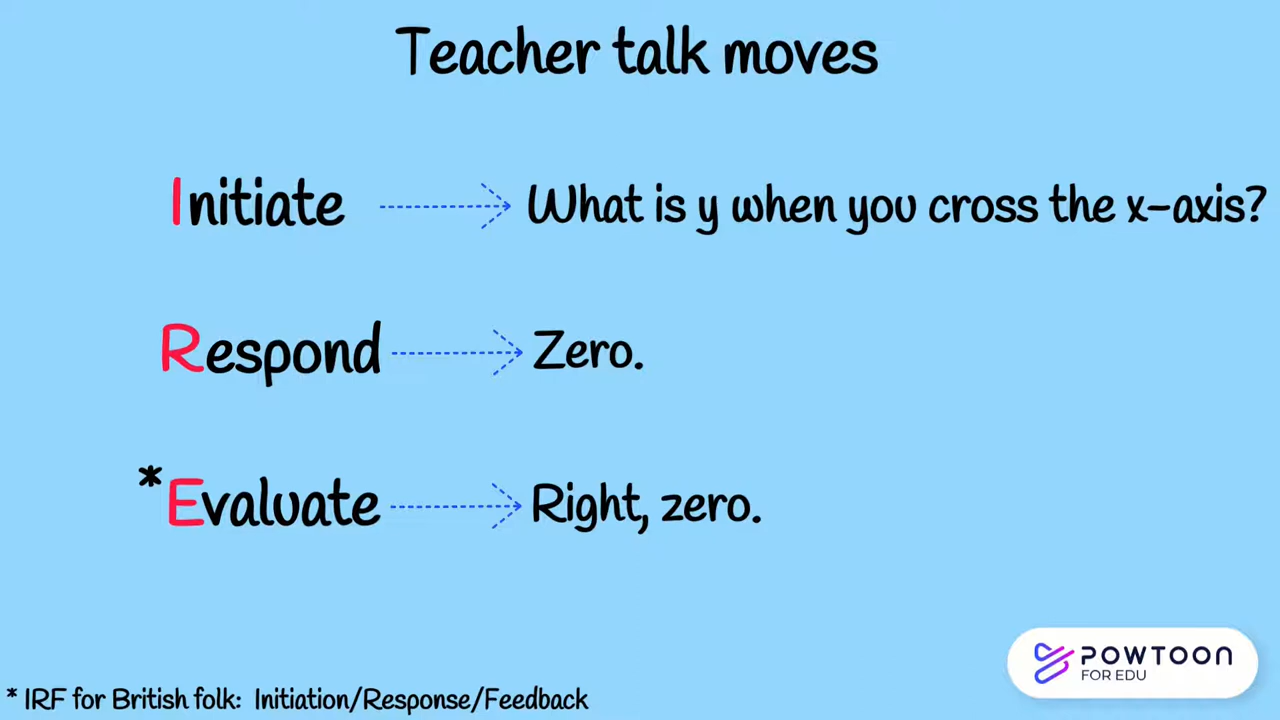 Teacher talk moves
Initiate What is y when you cross the x-axis?
Respond Zero.
*Evaluate Right, zero.
POWTOON
FOR EDU
* IRF for British folk: Initiation/Response/Feedback